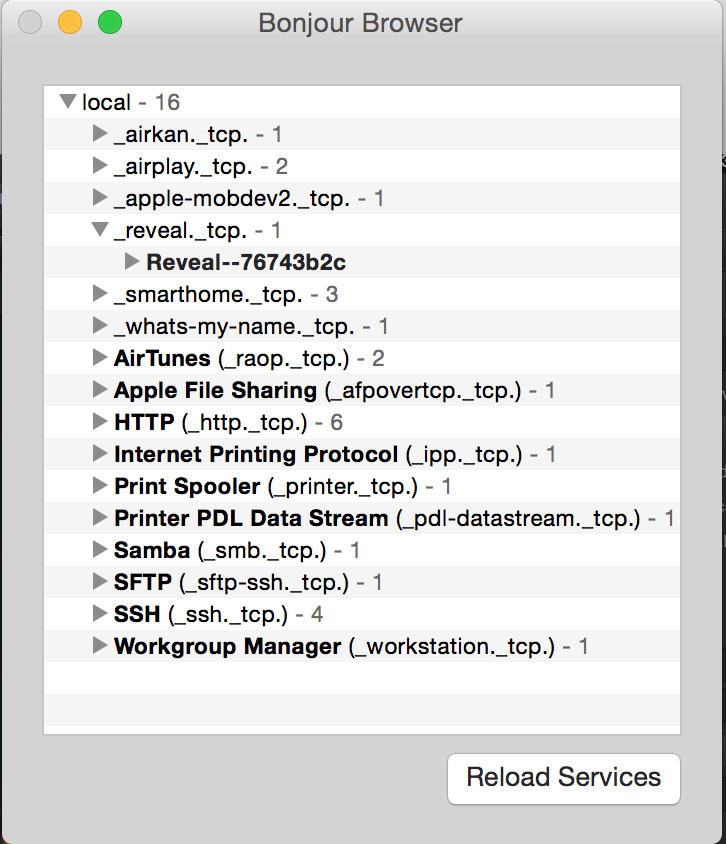 Bonjour Browser
local - 16
_airkan._tcp. - 1
_airplay._tcp. - 2
_apple-mobdev2._tcp. - 1
_reveal._tcp. - 1
Reveal--76743b2c
_smarthome._tcp. - 3
_whats-my-name._tcp. - 1
AirTunes (_raop._tcp.) - 2
Apple File Sharing (_afpovertcp._tcp.) - 1
HTTP (_http._tcp.) - 6
Internet Printing Protocol (_ipp._tcp.) - 1
Print Spooler (_printer._tcp.) - 1
Printer PDL Data Stream (_pdl-datastream._tcp.) - 1
Samba (_smb._tcp.) - 1
SFTP (_sftp-ssh._tcp.) - 1
SSH (_ssh._tcp.) - 4
Workgroup Manager (_workstation._tcp.) - 1
Reload Services